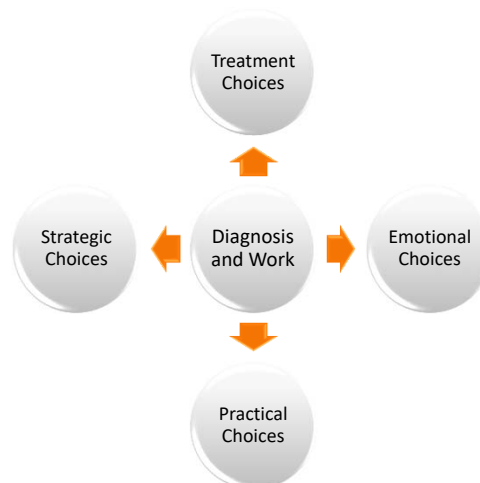 Treatment
Choices
Strategic
Choices
Diagnosis
and Work
Emotional
Choices
Practical
Choices